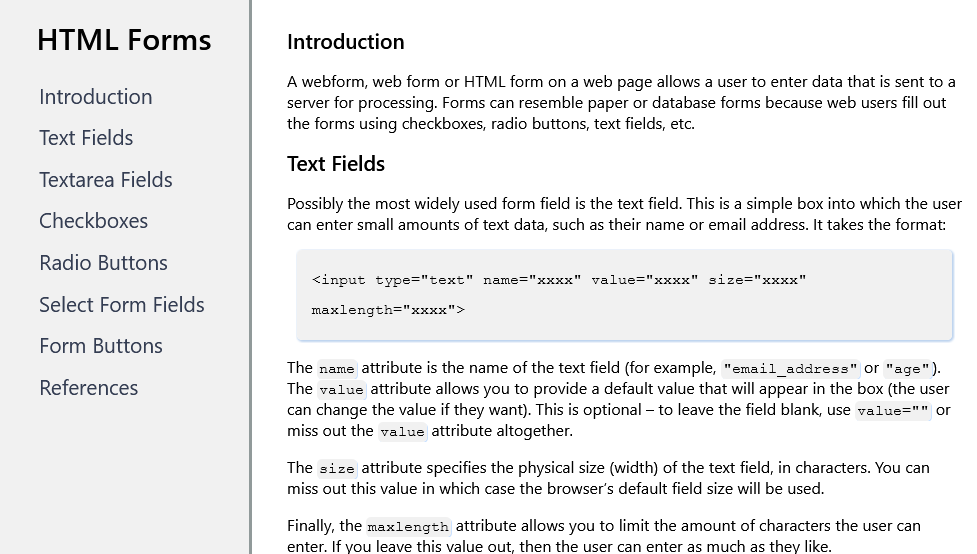 HTML Forms
Introduction
Text Fields
Textarea Fields
Checkboxes
Radio Buttons
Select Form Fields
Form Buttons
References
Introduction
A webform, web form or HTML form on a web page allows a user to enter data that is sent to a
server for processing. Forms can resemble paper or database forms because web users fill out
the forms using checkboxes, radio buttons, text fields, etc.
Text Fields
Possibly the most widely used form field is the text field. This is a simple box into which the user
can enter small amounts of text data, such as their name or email address. It takes the format:
<input type="text" name="xxxx" value="xxxx" size="xxxx"
maxlength="xxxx">
The name attribute is the name of the text field (for example, "email_address" or "age").
The value attribute allows you to provide a default value that will appear in the box (the user
can change the value if they want). This is optional – to leave the field blank, use value="" or
miss out the value attribute altogether.
The size attribute specifies the physical size (width) of the text field, in characters. You can
miss out this value in which case the browser's default field size will be used.
Finally, the maxlength attribute allows you to limit the amount of characters the user can
enter. If you leave this value out, then the user can enter as much as they like.